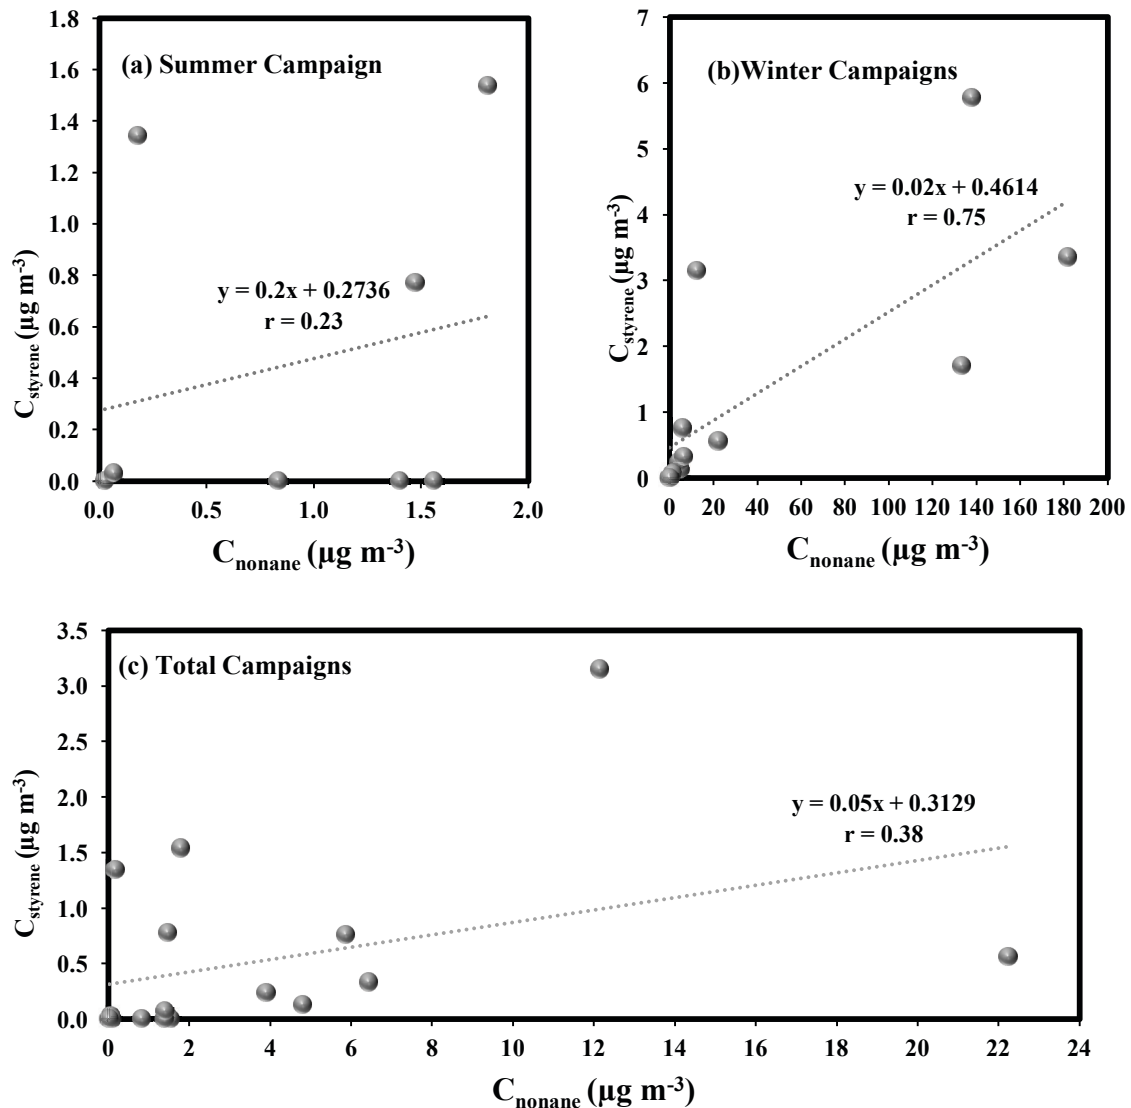 (a) Summer Campaign
1.8
1.6
1.4
1.2
1.0
0.8
0.6
0.4
0.2
0.0
C_styrene (μg m⁻³)
y = 0.2x + 0.2736
r = 0.23
0.0 0.5 1.0 1.5 2.0
C_nonane (μg m⁻³)
(b)Winter Campaigns
7
6
5
4
3
2
1
0
C_styrene (μg m⁻³)
y = 0.02x + 0.4614
r = 0.75
0 20 40 60 80 100 120 140 160 180 200
C_nonane (μg m⁻³)
(c) Total Campaigns
3.5
3.0
2.5
2.0
1.5
1.0
0.5
0.0
C_styrene (μg m⁻³)
y = 0.05x + 0.3129
r = 0.38
0 2 4 6 8 10 12 14 16 18 20 22 24
C_nonane (μg m⁻³)